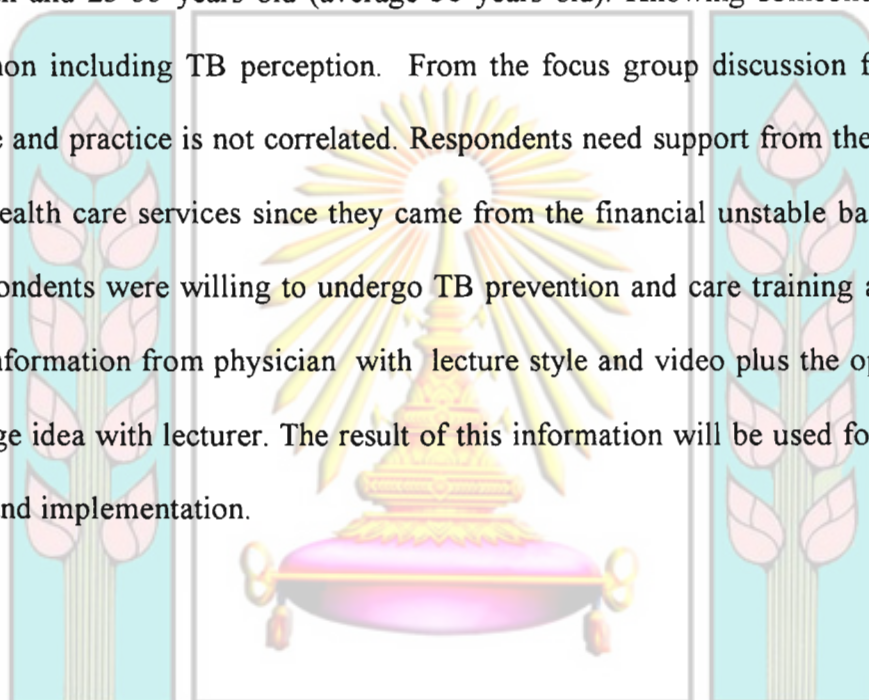 non including TB perception. From the focus group discussion f
e and practice is not correlated. Respondents need support from the
ealth care services since they came from the financial unstable ba
ondents were willing to undergo TB prevention and care training a
nformation from physician with lecture style and video plus the op
ge idea with lecturer. The result of this information will be used fo
nd implementation.